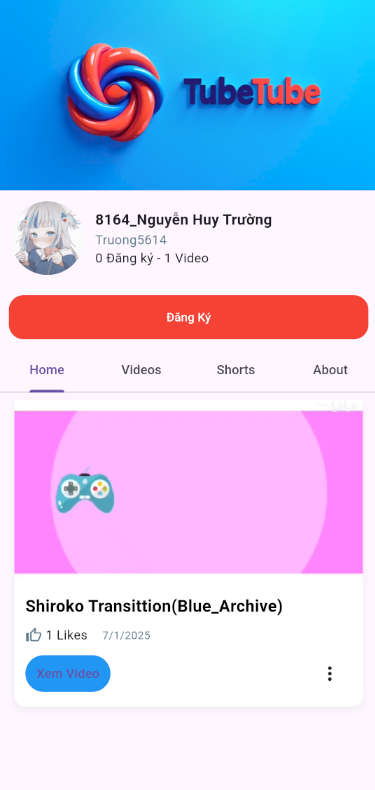 TubeTube
8164_Nguyễn Huy Trường
Truong5614
0 Đăng ký - 1 Video
Đăng Ký
Home
Videos
Shorts
About
Shiroko Transittion(Blue_Archive)
1 Likes
7/1/2025
Xem Video